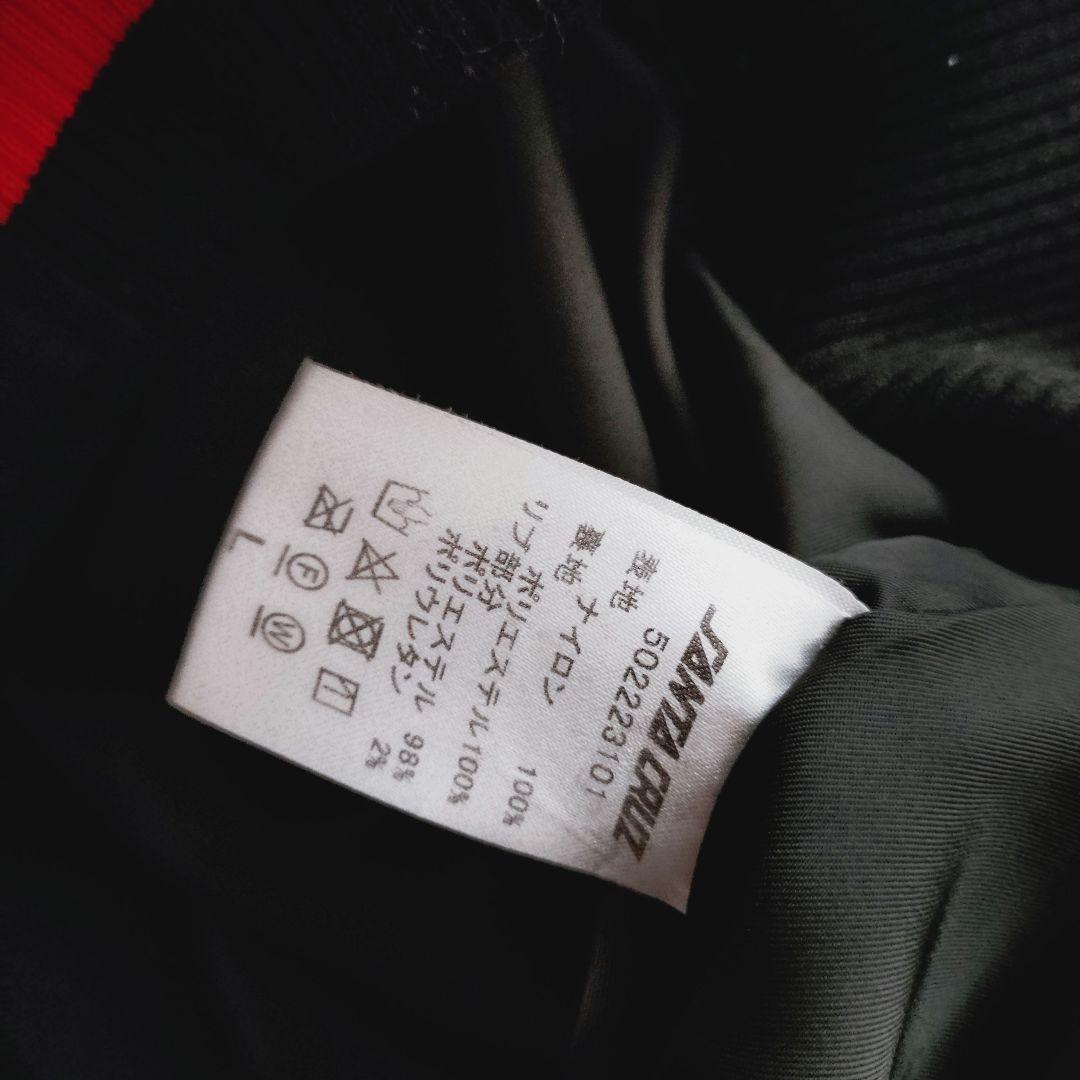 SANTA CRUZ
502223101
表地
ナイロン 100%
裏地
ポリエステル100%
リブ部分
ポリエステル 98%
ポリウレタン 2%
F
W
L